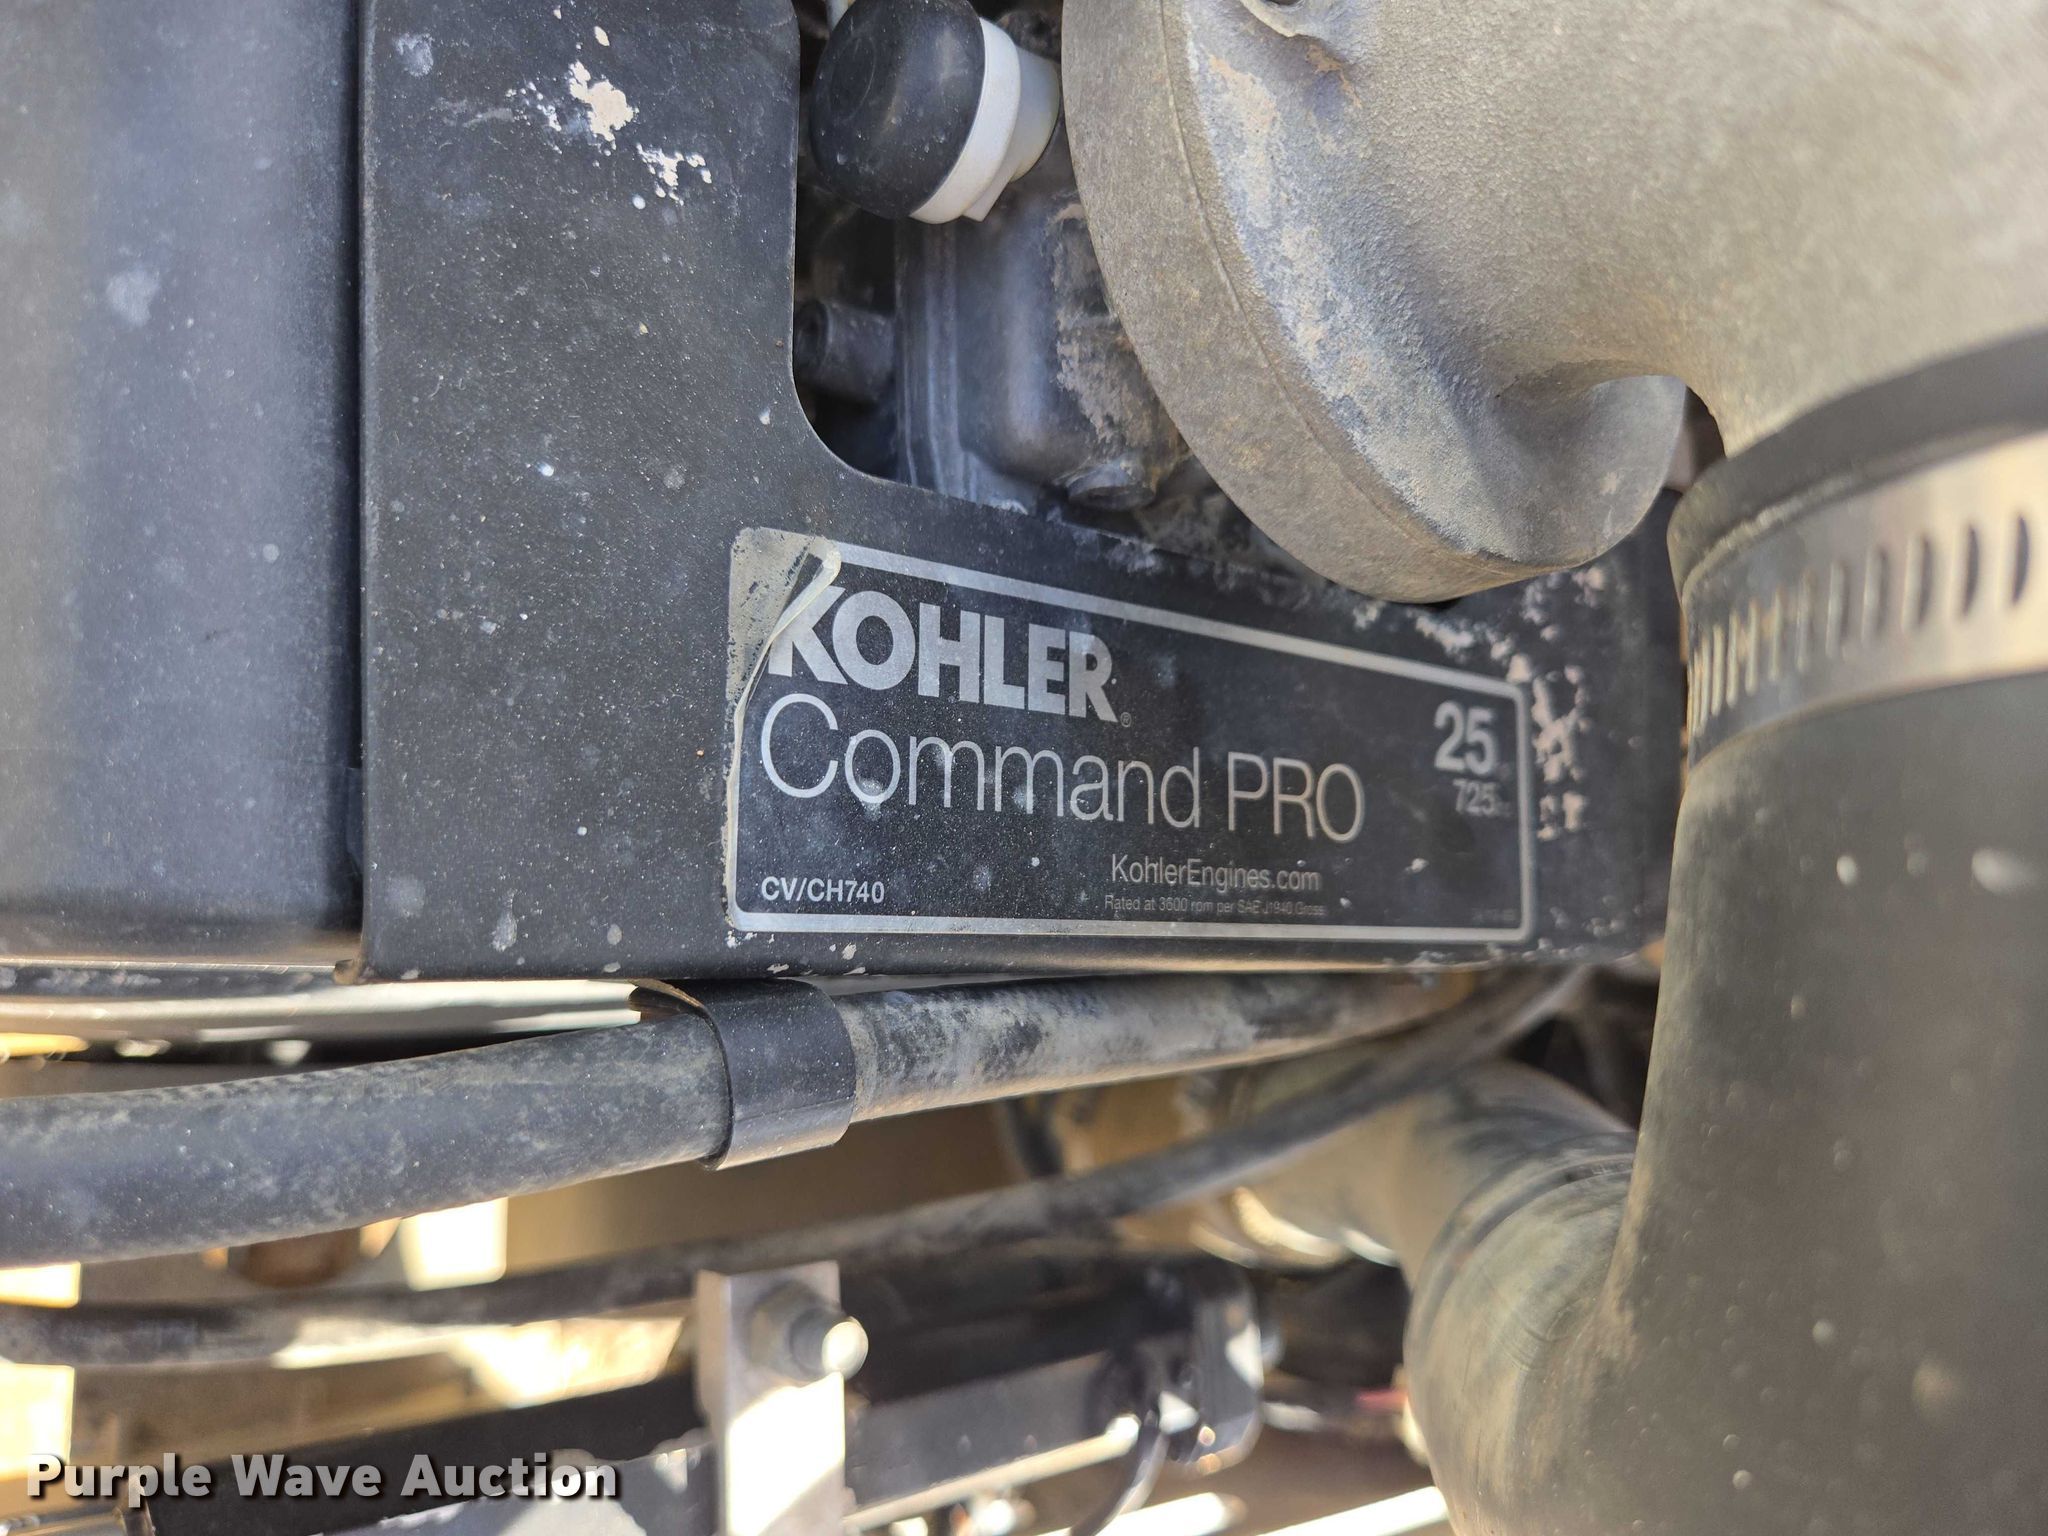 KOHLER®
Command PRO
25
725
KohlerEngines.com
CV/CH740
Rated at 3600 rpm per SAE J1940 Gross
Purple Wave Auction